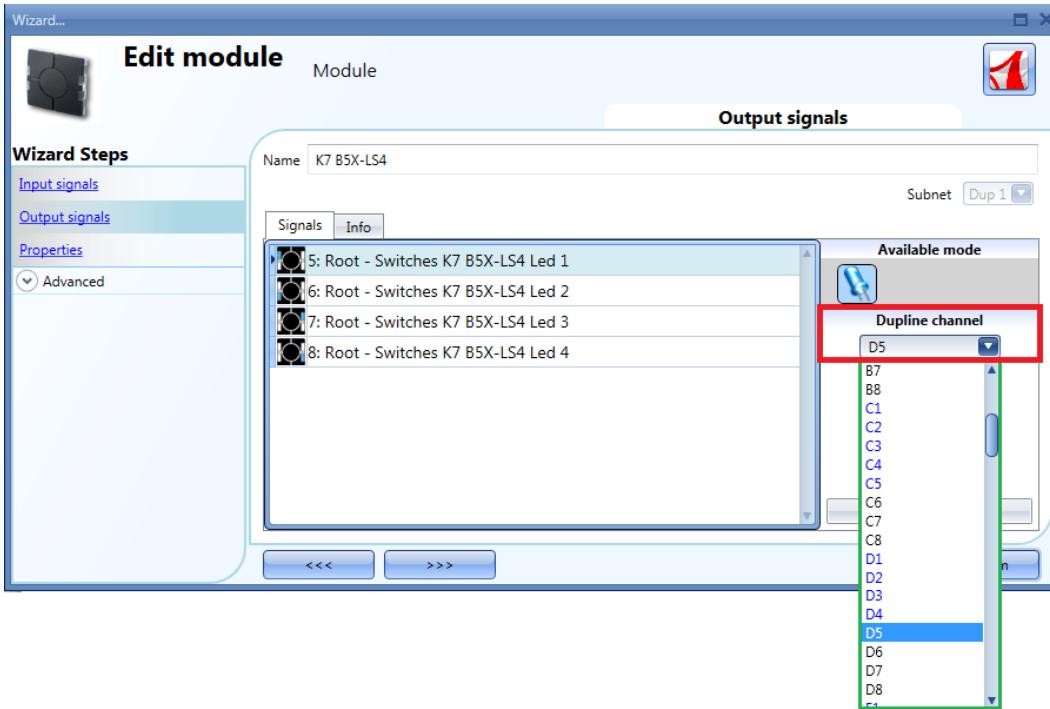 Wizard...
Edit module
Module
Output signals
Wizard Steps
Input signals
Output signals
Properties
Advanced
Name K7 B5X-LS4
Subnet Dup 1
Signals Info
5: Root - Switches K7 B5X-LS4 Led 1
6: Root - Switches K7 B5X-LS4 Led 2
7: Root - Switches K7 B5X-LS4 Led 3
8: Root - Switches K7 B5X-LS4 Led 4
Available mode
Dupline channel
D5
B7
B8
C1
C2
C3
C4
C5
C6
C7
C8
D1
D2
D3
D4
D5
D6
D7
D8
<<< >>>